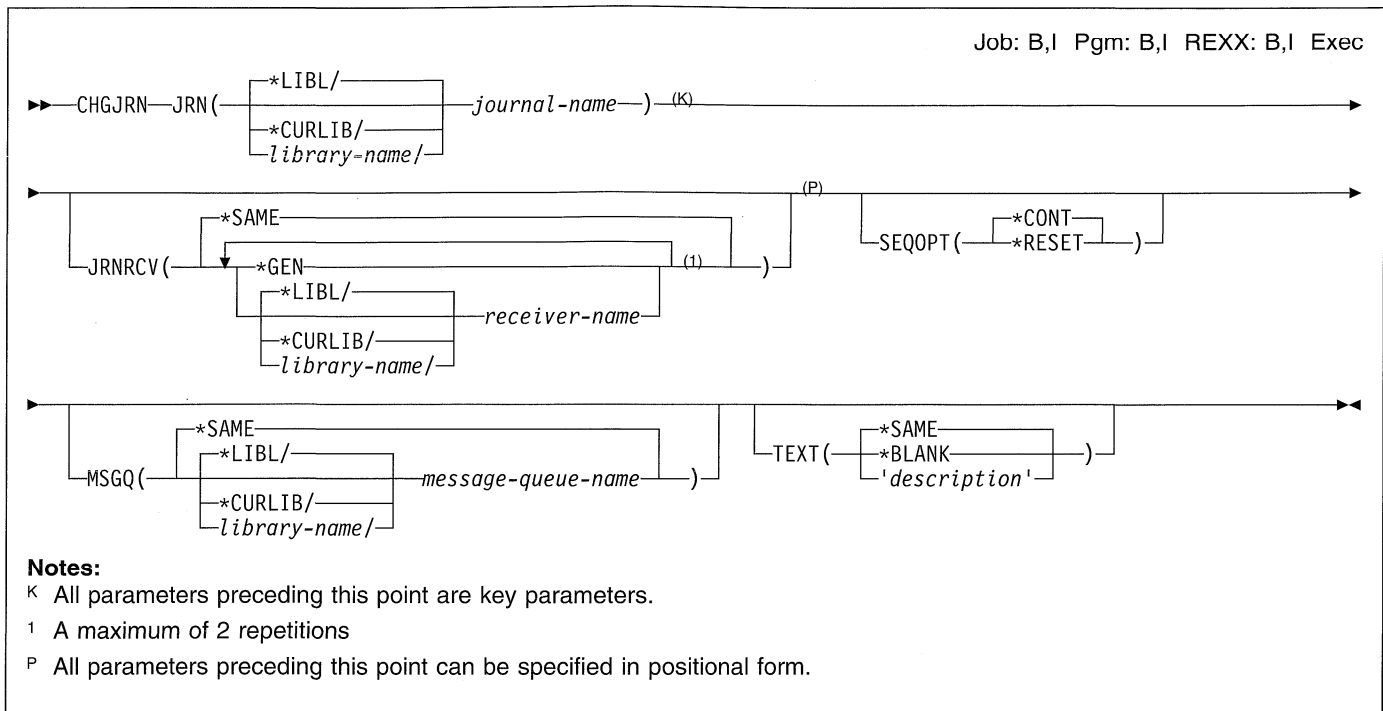 Job: B,I Pgm: B,I REXX: B,I Exec
*LIBL/
CHGJRN JRN( journal-name ) (K)
*CURLIB/
library-name/
(P)
*SAME *CONT
SEQOPT( *RESET )
JRNRCV( *GEN (1) )
*LIBL/
receiver-name
*CURLIB/
library-name/
*SAME *SAME
*LIBL/ TEXT( *BLANK )
MSGQ( message-queue-name ) 'description'
*CURLIB/
library-name/
Notes:
K All parameters preceding this point are key parameters.
1 A maximum of 2 repetitions
P All parameters preceding this point can be specified in positional form.